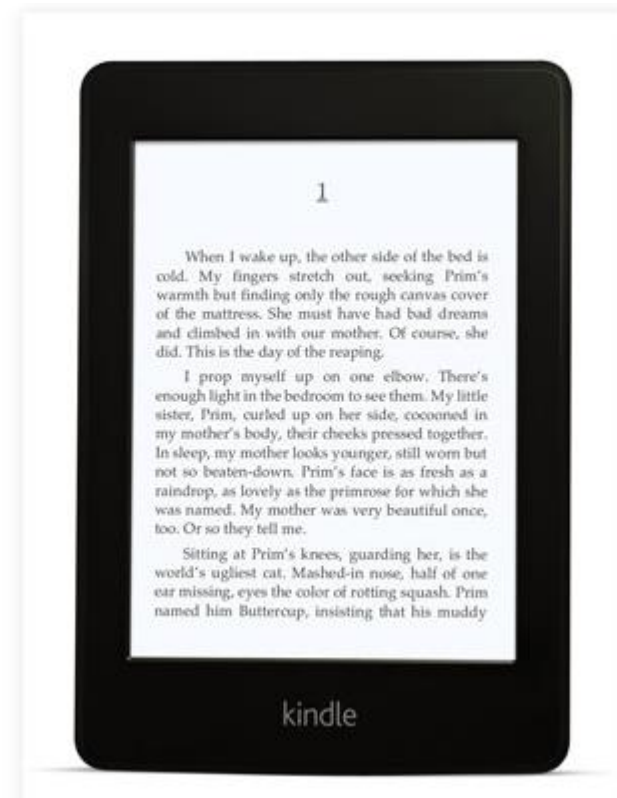 1
When I wake up, the other side of the bed is
cold. My fingers stretch out, seeking Prim's
warmth but finding only the rough canvas cover
of the mattress. She must have had bad dreams
and climbed in with our mother. Of course, she
did. This is the day of the reaping.
I prop myself up on one elbow. There's
enough light in the bedroom to see them. My little
sister, Prim, curled up on her side, cocooned in
my mother's body, their cheeks pressed together.
In sleep, my mother looks younger, still worn but
not so beaten-down. Prim's face is as fresh as a
raindrop, as lovely as the primrose for which she
was named. My mother was very beautiful once,
too. Or so they tell me.
Sitting at Prim's knees, guarding her, is the
world's ugliest cat. Mashed-in nose, half of one
ear missing, eyes the color of rotting squash. Prim
named him Buttercup, insisting that his muddy
kindle